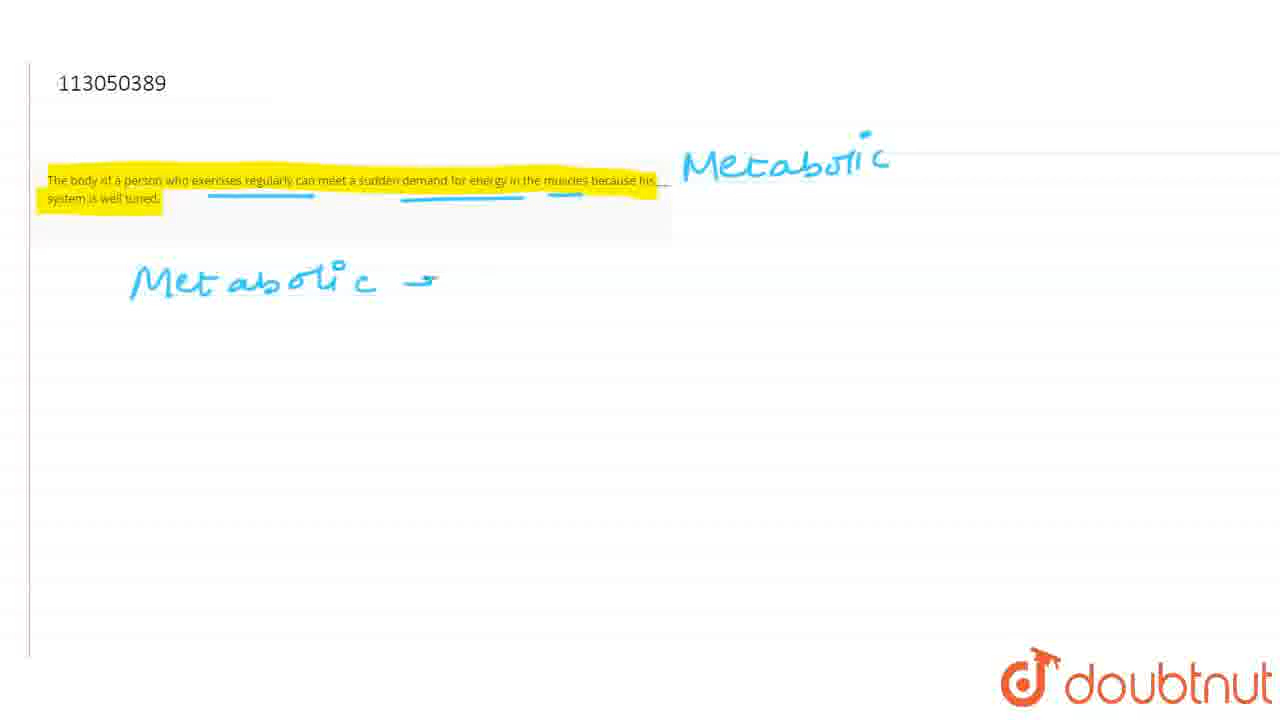 113050389
The body of a person who exercises regularly can meet a sudden demand for energy in the muscles because his __ Metabolic
system is well tuned.
Metabolic →
doubtnut